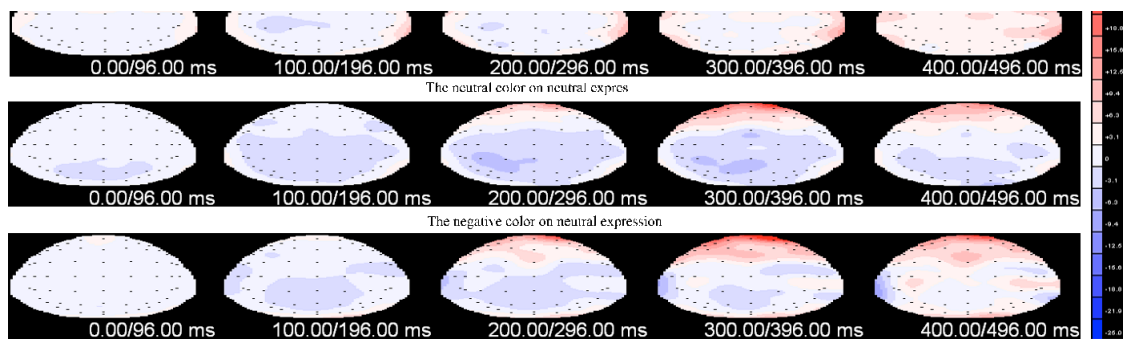 0.00/96.00 ms 100.00/196.00 ms 200.00/296.00 ms 300.00/396.00 ms 400.00/496.00 ms
The neutral color on neutral expres
0.00/96.00 ms 100.00/196.00 ms 200.00/296.00 ms 300.00/396.00 ms 400.00/496.00 ms
The negative color on neutral expression
0.00/96.00 ms 100.00/196.00 ms 200.00/296.00 ms 300.00/396.00 ms 400.00/496.00 ms
+12.6
+9.4
+6.3
+3.1
0
-3.1
-6.3
-9.4
-12.6
-21.9
-25.0